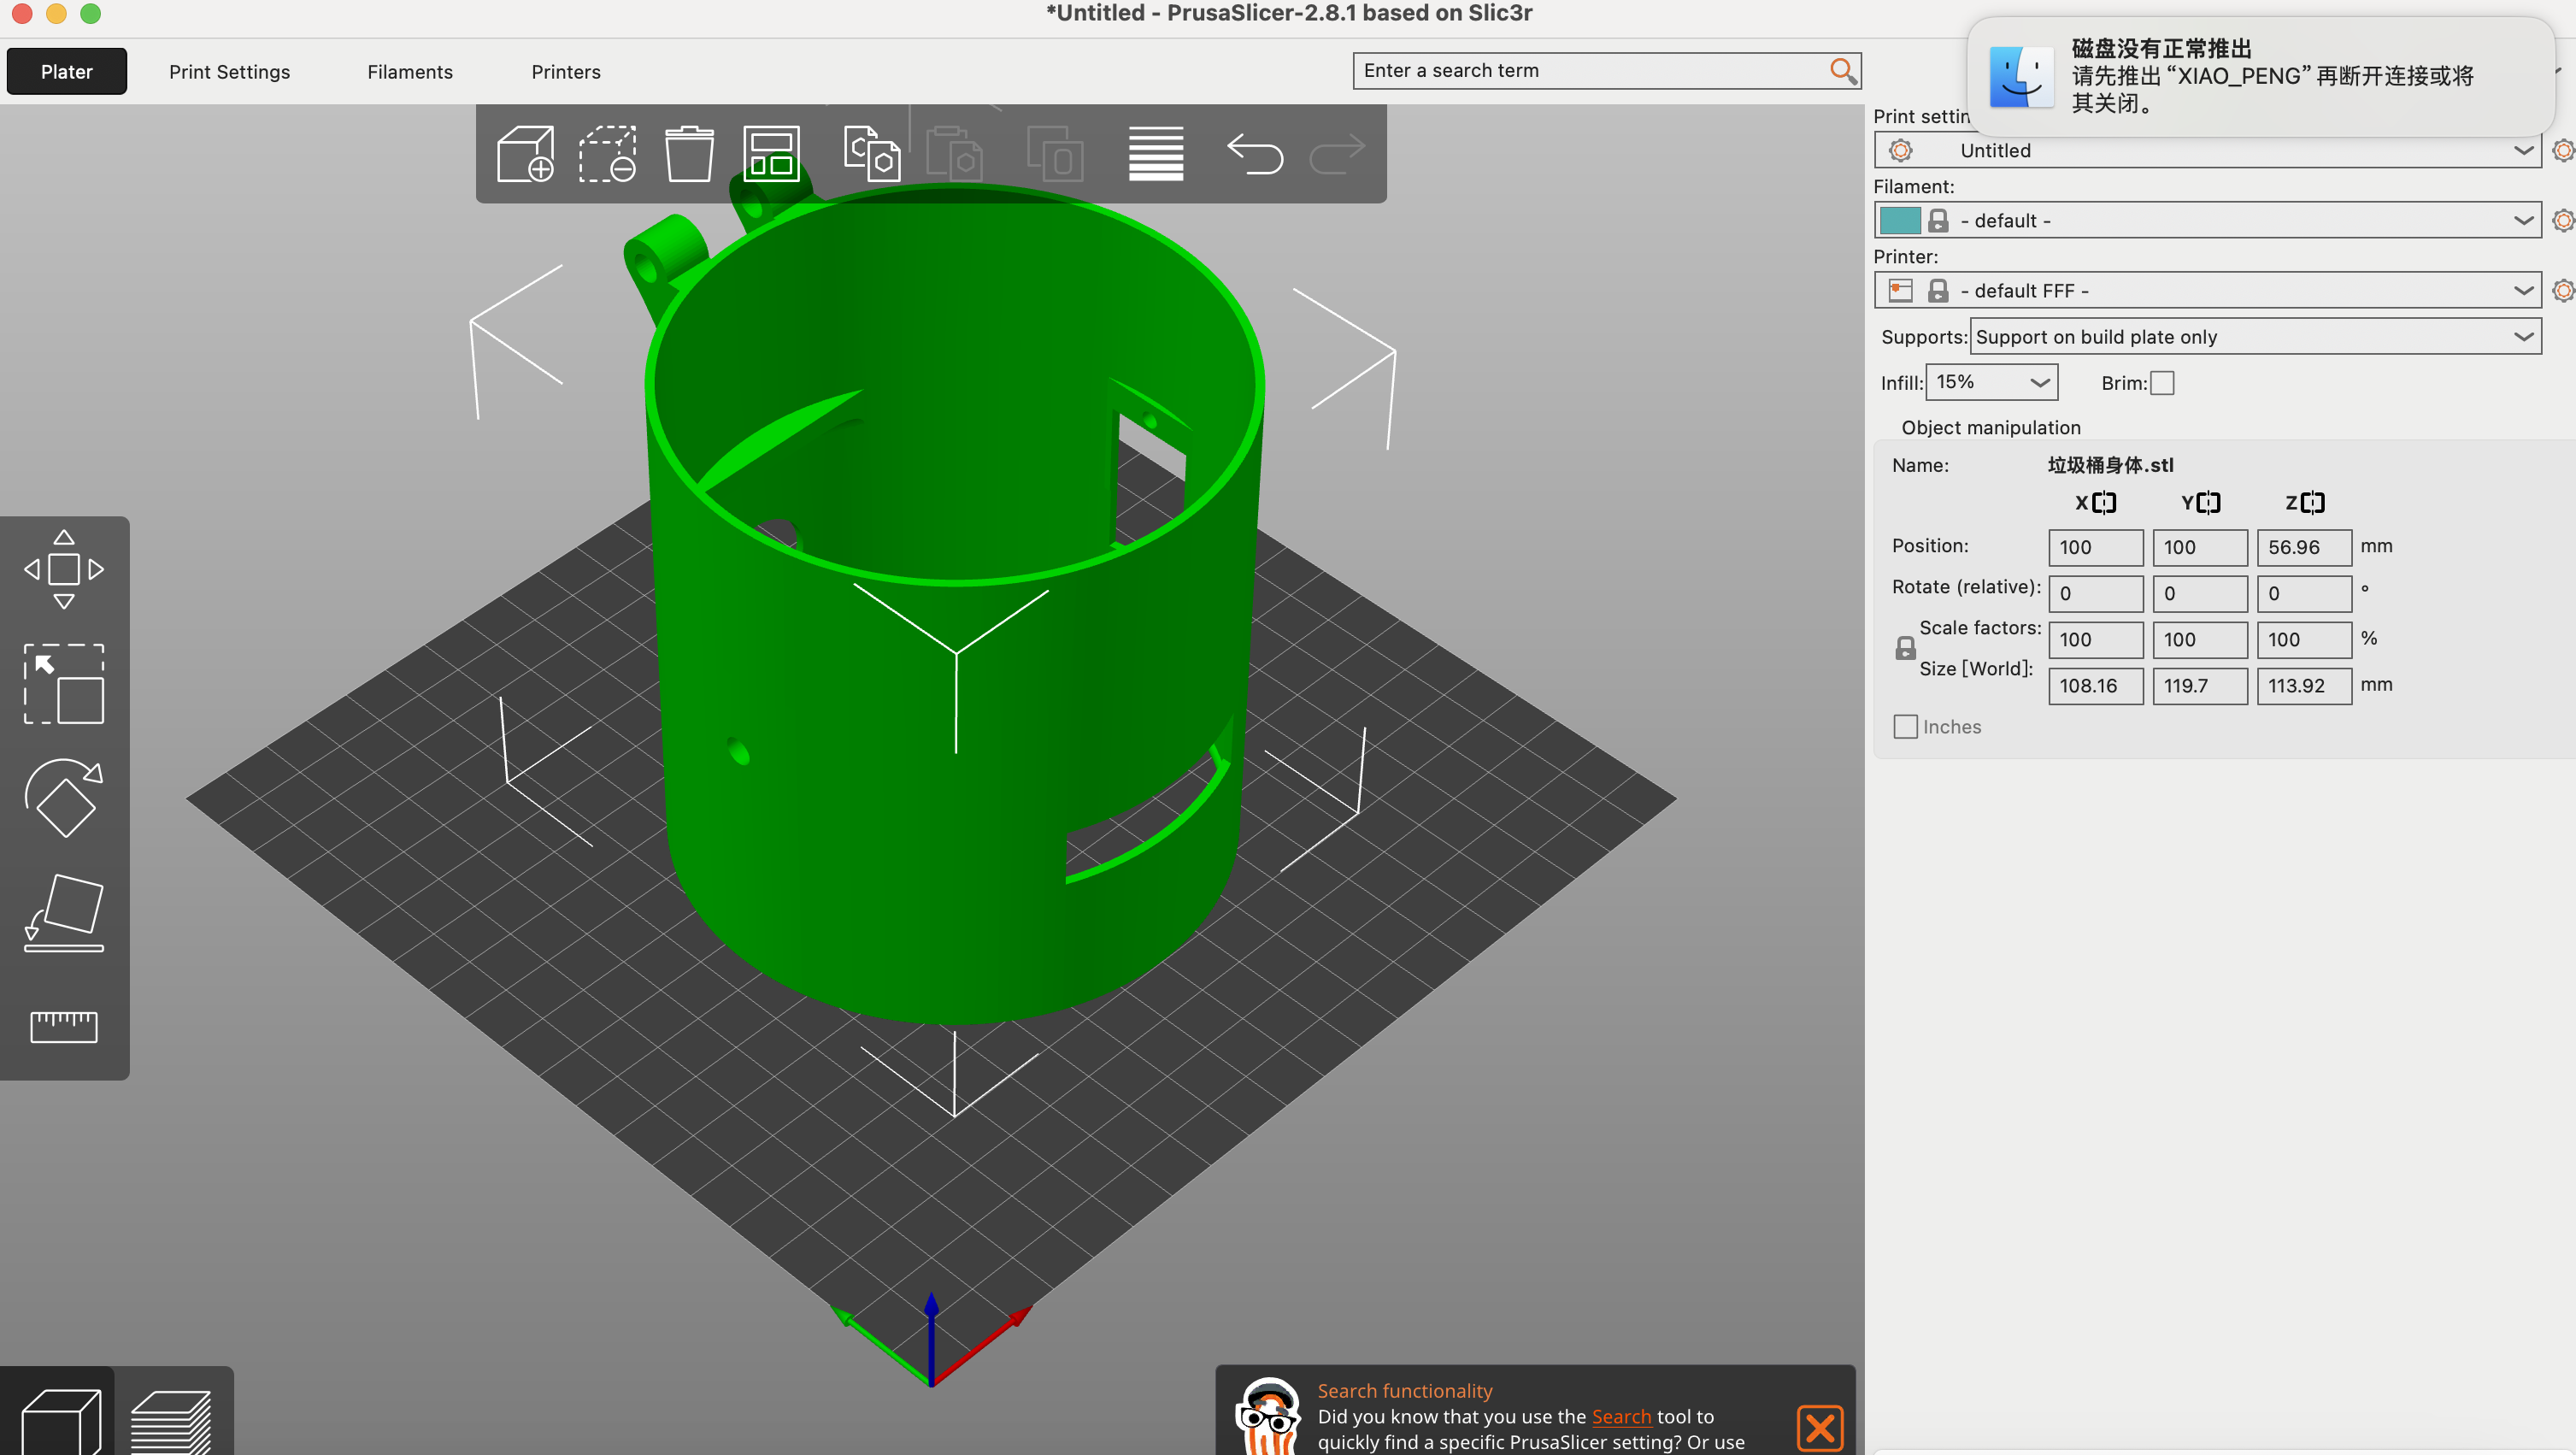 *Untitled - PrusaSlicer-2.8.1 based on Slic3r
磁盘没有正常推出
请先推出“XIAO_PENG”再断开连接或将
其关闭。
Plater
Print Settings
Filaments
Printers
Enter a search term
Print settin
Untitled
Filament:
- default -
Printer:
- default FFF -
Supports:
Support on build plate only
Infill:
15%
Brim:
Object manipulation
Name:
垃圾桶身体.stl
X
Y
Z
Position:
100
100
56.96
mm
Rotate (relative):
0
0
0
°
Scale factors:
100
100
100
%
Size [World]:
108.16
119.7
113.92
mm
Inches
Search functionality
Did you know that you use the Search tool to
quickly find a specific PrusaSlicer setting? Or use